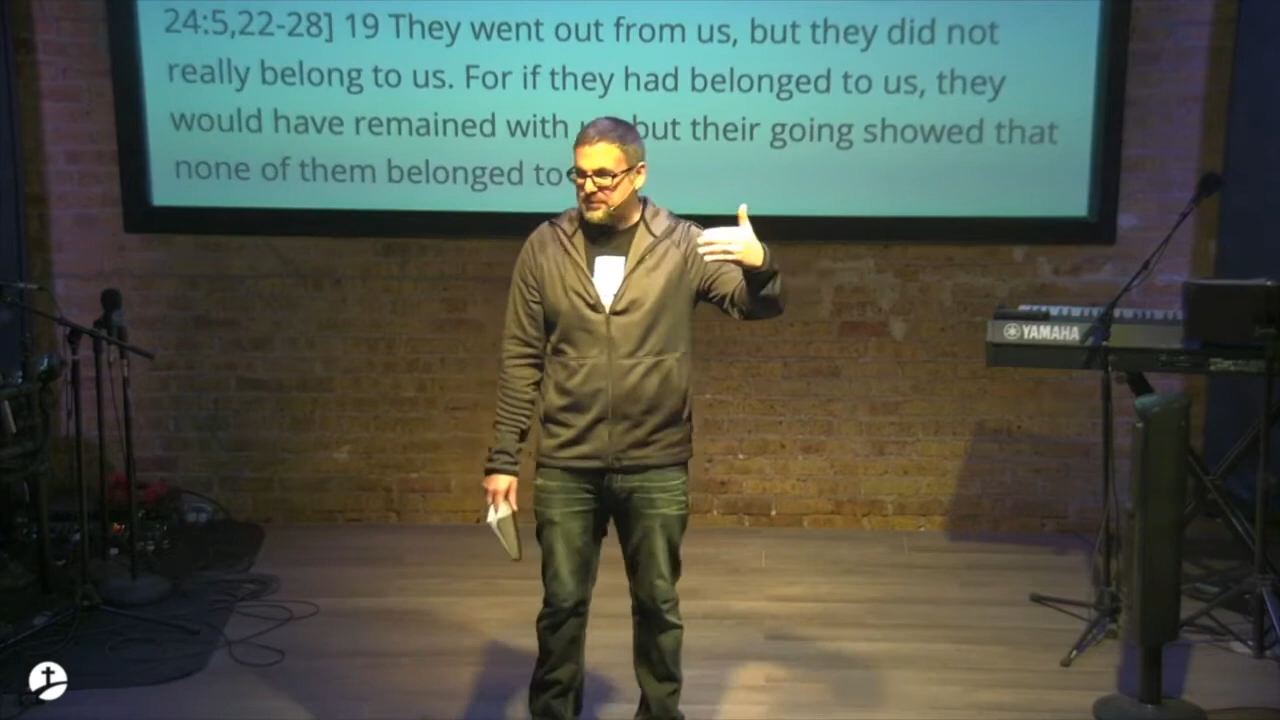 24:5,22-28] 19 They went out from us, but they did not
really belong to us. For if they had belonged to us, they
would have remained with but their going showed that
none of them belonged to
YAMAHA